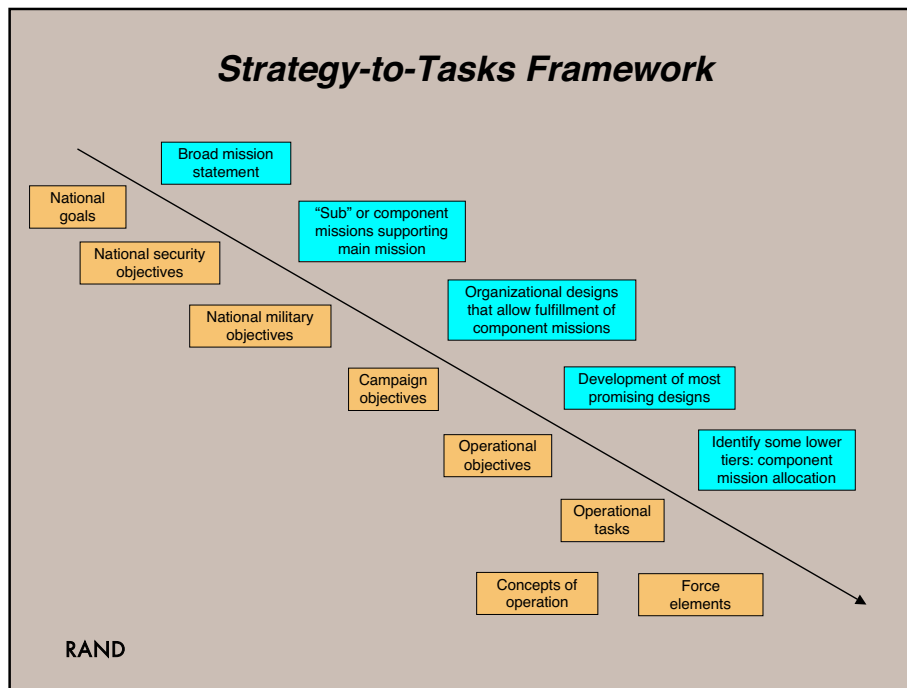 Strategy-to-Tasks Framework
Broad mission
statement
National
goals
“Sub” or component
missions supporting
main mission
National security
objectives
Organizational designs
that allow fulfillment of
component missions
National military
objectives
Campaign
objectives
Development of most
promising designs
Operational
objectives
Identify some lower
tiers: component
mission allocation
Operational
tasks
Concepts of
operation
Force
elements
RAND